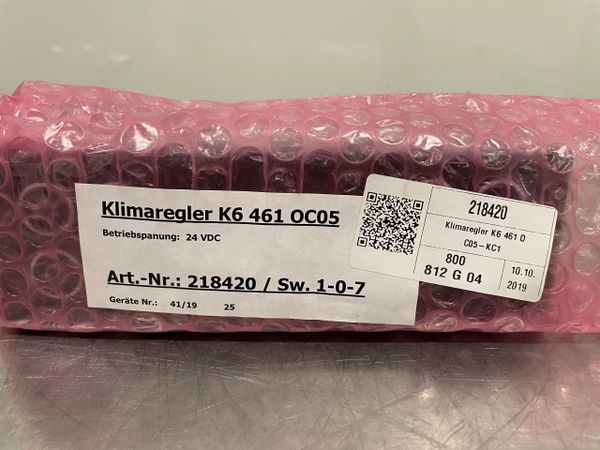 Klimaregler K6 461 OC05
Betriebspanung: 24 VDC
Art.-Nr.: 218420 / Sw. 1-0-7
Geräte Nr.: 41/19 25
218420
Klimaregler K6 461 O
C05-KC1
800
812 G 04
10.10.
2019